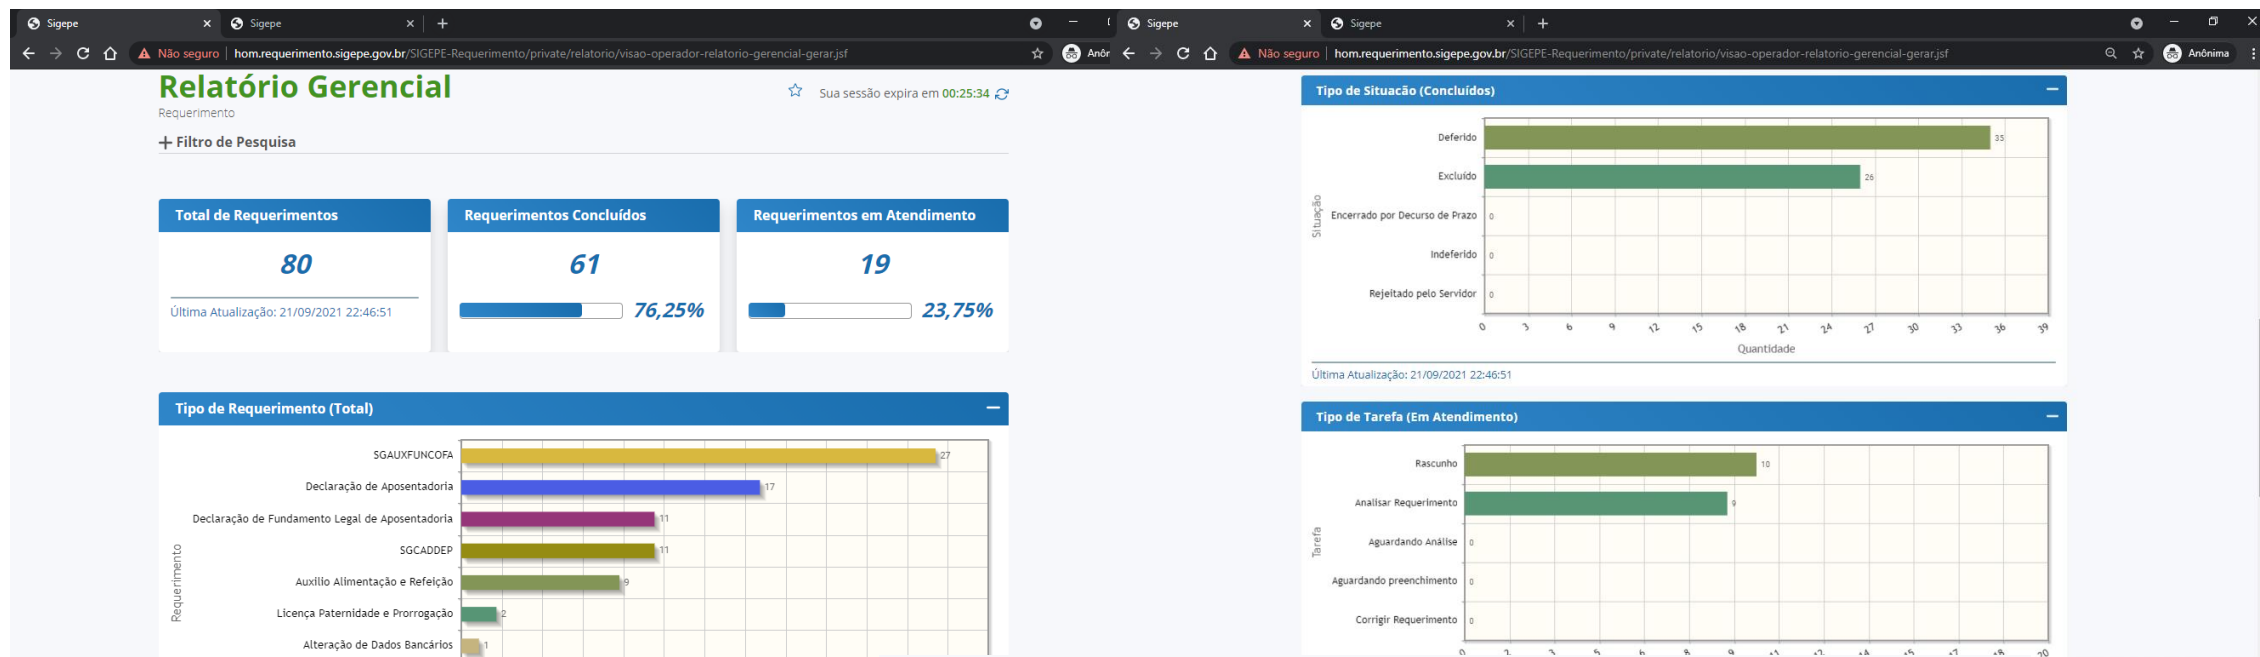 Sigepe
Sigepe
Não seguro | hom.requerimento.sigepe.gov.br/SIGEPE-Requerimento/private/relatorio/visao-operador-relatorio-gerencial-gerar.jsf
Relatório Gerencial
Requerimento
Sua sessão expira em 00:25:34
Filtro de Pesquisa
Total de Requerimentos
80
Última Atualização: 21/09/2021 22:46:51
Requerimentos Concluídos
61
76,25%
Requerimentos em Atendimento
19
23,75%
Tipo de Requerimento (Total)
Requerimento
SGAUXFUNCOFA 27
Declaração de Aposentadoria 17
Declaração de Fundamento Legal de Aposentadoria 11
SGCADDEP 11
Auxilio Alimentação e Refeição 9
Licença Paternidade e Prorrogação 2
Alteração de Dados Bancários 1
Sigepe
Sigepe
Não seguro | hom.requerimento.sigepe.gov.br/SIGEPE-Requerimento/private/relatorio/visao-operador-relatorio-gerencial-gerar.jsf
Anônima
Tipo de Situacão (Concluídos)
Situação
Deferido 35
Excluído 26
Encerrado por Decurso de Prazo 0
Indeferido 0
Rejeitado pelo Servidor 0
0 3 6 9 12 15 18 21 24 27 30 33 36 39
Quantidade
Última Atualização: 21/09/2021 22:46:51
Tipo de Tarefa (Em Atendimento)
Tarefa
Rascunho 10
Analisar Requerimento 9
Aguardando Análise 0
Aguardando preenchimento 0
Corrigir Requerimento 0